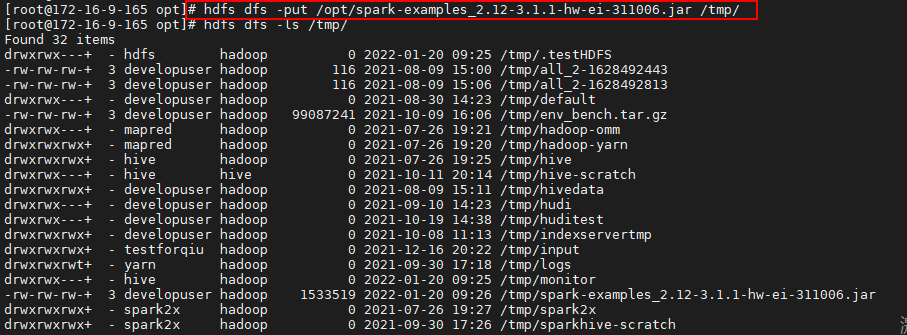 [root@172-16-9-165 opt]# hdfs dfs -put /opt/spark-examples_2.12-3.1.1-hw-ei-311006.jar /tmp/
[root@172-16-9-165 opt]# hdfs dfs -ls /tmp/
Found 32 items
drwxrwx---+  - hdfs        hadoop          0 2022-01-20 09:25 /tmp/.testHDFS
-rw-rw-rw-+  3 developuser hadoop        116 2021-08-09 15:00 /tmp/all_2-1628492443
-rw-rw-rw-+  3 developuser hadoop        116 2021-08-09 15:06 /tmp/all_2-1628492813
drwxrwx---+  - developuser hadoop          0 2021-08-30 14:23 /tmp/default
-rw-rw-rw-+  3 developuser hadoop   99087241 2021-10-09 16:06 /tmp/env_bench.tar.gz
drwxrwx---+  - mapred      hadoop          0 2021-07-26 19:21 /tmp/hadoop-omm
drwxrwxrwx+  - mapred      hadoop          0 2021-07-26 19:20 /tmp/hadoop-yarn
drwxrwxrwx+  - hive        hadoop          0 2021-07-26 19:25 /tmp/hive
drwxrwx---+  - hive        hive            0 2021-10-11 20:14 /tmp/hive-scratch
drwxrwxrwx+  - developuser hadoop          0 2021-08-09 15:11 /tmp/hivedata
drwxrwx---+  - developuser hadoop          0 2021-09-10 14:23 /tmp/hudi
drwxrwx---+  - developuser hadoop          0 2021-10-19 14:38 /tmp/huditest
drwxrwxrwx+  - developuser hadoop          0 2021-10-08 11:13 /tmp/indexservertmp
drwxrwxrwx+  - testforqiu  hadoop          0 2021-12-16 20:22 /tmp/input
drwxrwxrwt+  - yarn        hadoop          0 2021-09-30 17:18 /tmp/logs
drwxrwx---+  - hive        hadoop          0 2022-01-20 09:25 /tmp/monitor
-rw-rw-rw-+  3 developuser hadoop    1533519 2022-01-20 09:26 /tmp/spark-examples_2.12-3.1.1-hw-ei-311006.jar
drwxrwx---+  - spark2x     hadoop          0 2021-07-26 19:27 /tmp/spark2x
drwxrwxrwx+  - spark2x     hadoop          0 2021-09-30 17:26 /tmp/sparkhive-scratch